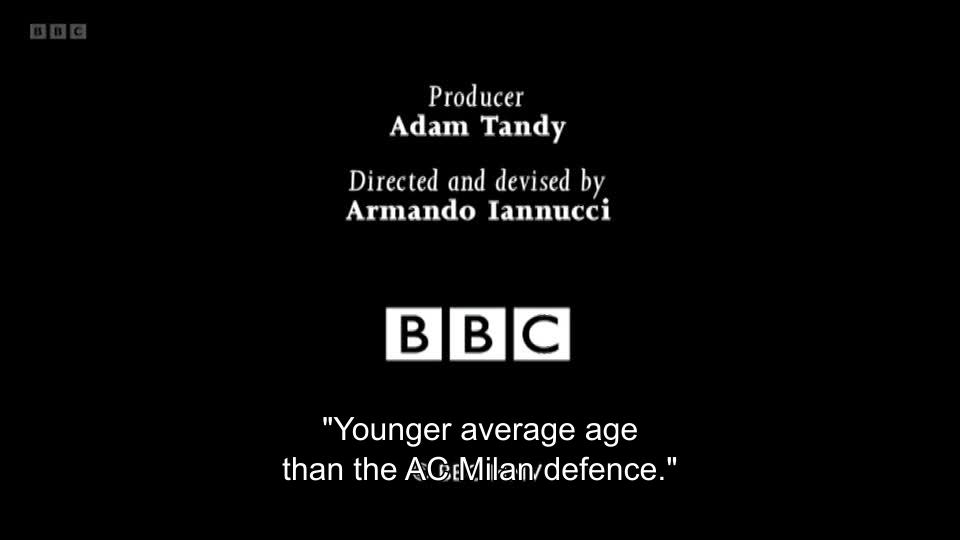 BBC
Producer
Adam Tandy
Directed and devised by
Armando Iannucci
BBC
"Younger average age
than the AC Milan defence."